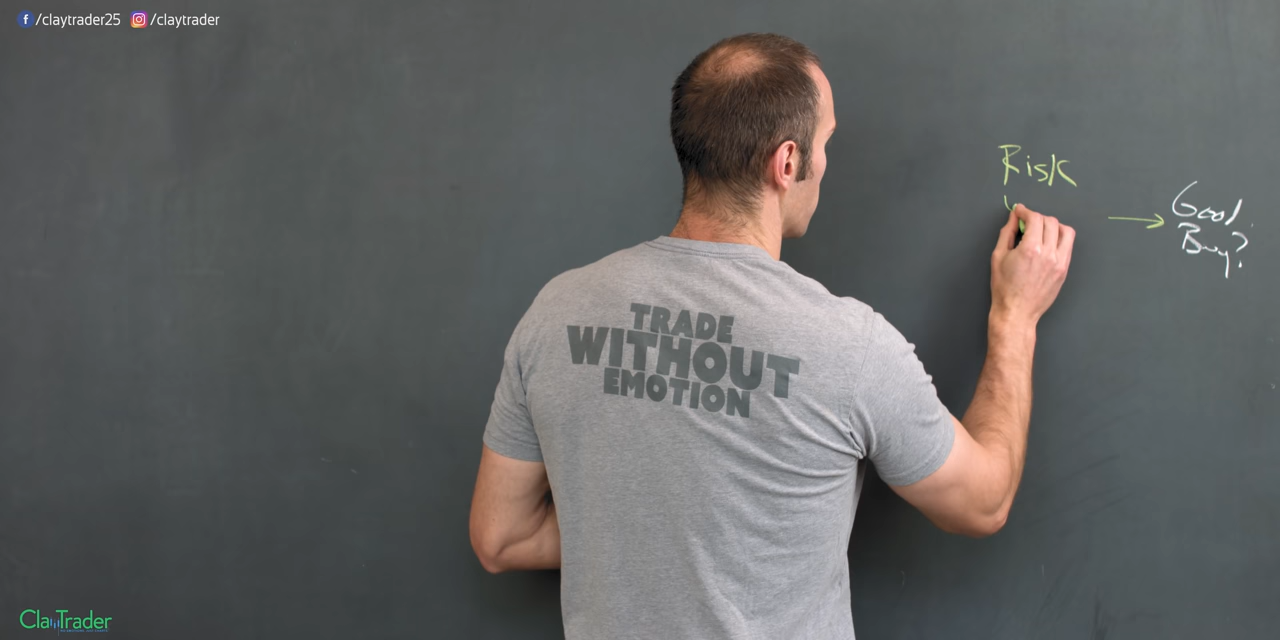 /claytrader25 /claytrader
Risk
Good
Buy?
TRADE
WITHOUT
EMOTION
ClayTrader